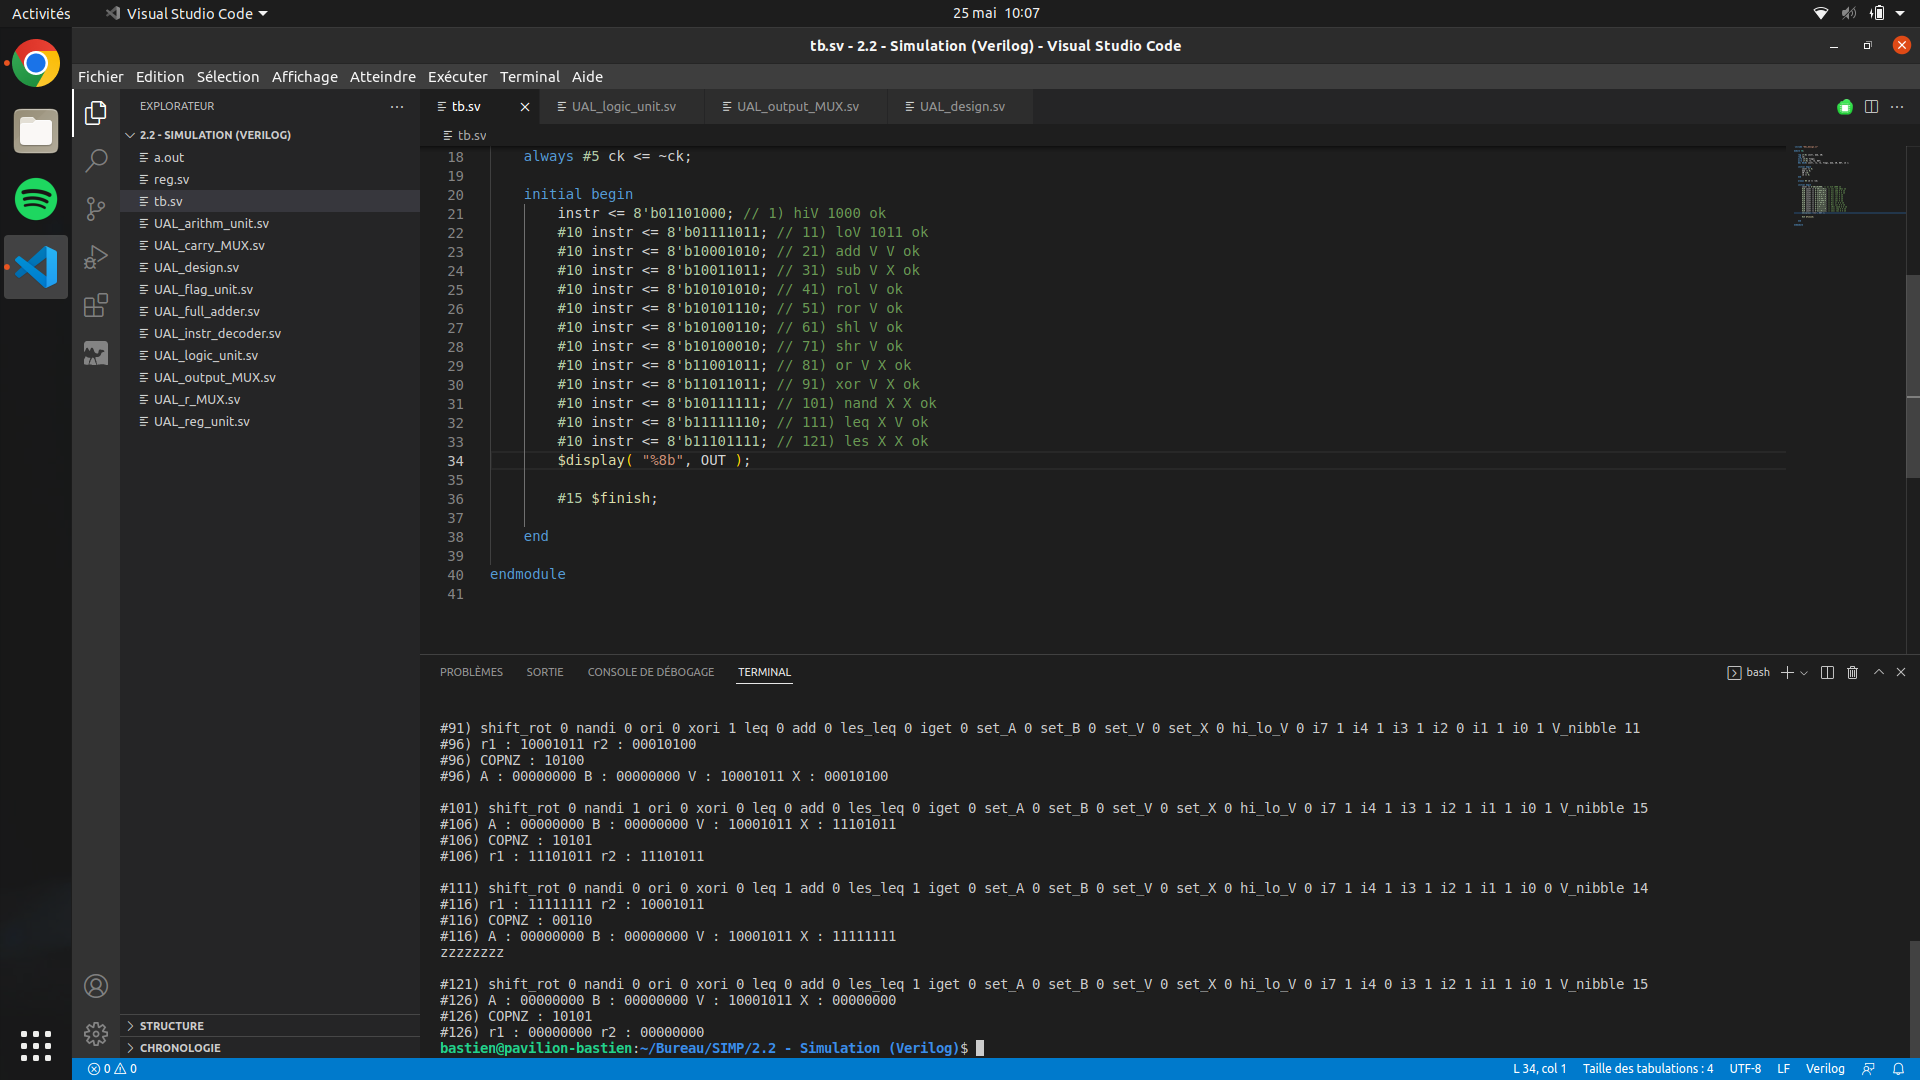 Activités
Visual Studio Code
25 mai 10:07
tb.sv - 2.2 - Simulation (Verilog) - Visual Studio Code
Fichier Edition Sélection Affichage Atteindre Exécuter Terminal Aide
EXPLORATEUR
2.2 - SIMULATION (VERILOG)
a.out
reg.sv
tb.sv
UAL_arithm_unit.sv
UAL_carry_MUX.sv
UAL_design.sv
UAL_flag_unit.sv
UAL_full_adder.sv
UAL_instr_decoder.sv
UAL_logic_unit.sv
UAL_output_MUX.sv
UAL_r_MUX.sv
UAL_reg_unit.sv
STRUCTURE
CHRONOLOGIE
tb.sv UAL_logic_unit.sv UAL_output_MUX.sv UAL_design.sv
tb.sv
18 always #5 ck <= ~ck;
19
20 initial begin
21 instr <= 8'b01101000; // 1) hiV 1000 ok
22 #10 instr <= 8'b01111011; // 11) loV 1011 ok
23 #10 instr <= 8'b10001010; // 21) add V V ok
24 #10 instr <= 8'b10011011; // 31) sub V X ok
25 #10 instr <= 8'b10101010; // 41) rol V ok
26 #10 instr <= 8'b10101110; // 51) ror V ok
27 #10 instr <= 8'b10100110; // 61) shl V ok
28 #10 instr <= 8'b10100010; // 71) shr V ok
29 #10 instr <= 8'b11001011; // 81) or V X ok
30 #10 instr <= 8'b11011011; // 91) xor V X ok
31 #10 instr <= 8'b10111111; // 101) nand X X ok
32 #10 instr <= 8'b11111110; // 111) leq X V ok
33 #10 instr <= 8'b11101111; // 121) les X X ok
34 $display( "%8b", OUT );
35
36 #15 $finish;
37
38 end
39
40 endmodule
41
PROBLÈMES SORTIE CONSOLE DE DÉBOGAGE TERMINAL
bash
#91) shift_rot 0 nandi 0 ori 0 xori 1 leq 0 add 0 les_leq 0 iget 0 set_A 0 set_B 0 set_V 0 set_X 0 hi_lo_V 0 i7 1 i4 1 i3 1 i2 0 i1 1 i0 1 V_nibble 11
#96) r1 : 10001011 r2 : 00010100
#96) COPNZ : 10100
#96) A : 00000000 B : 00000000 V : 10001011 X : 00010100
#101) shift_rot 0 nandi 1 ori 0 xori 0 leq 0 add 0 les_leq 0 iget 0 set_A 0 set_B 0 set_V 0 set_X 0 hi_lo_V 0 i7 1 i4 1 i3 1 i2 1 i1 1 i0 1 V_nibble 15
#106) A : 00000000 B : 00000000 V : 10001011 X : 11101011
#106) COPNZ : 10101
#106) r1 : 11101011 r2 : 11101011
#111) shift_rot 0 nandi 0 ori 0 xori 0 leq 1 add 0 les_leq 1 iget 0 set_A 0 set_B 0 set_V 0 set_X 0 hi_lo_V 0 i7 1 i4 1 i3 1 i2 1 i1 1 i0 0 V_nibble 14
#116) r1 : 11111111 r2 : 10001011
#116) COPNZ : 00110
#116) A : 00000000 B : 00000000 V : 10001011 X : 11111111
zzzzzzzz
#121) shift_rot 0 nandi 0 ori 0 xori 0 leq 0 add 0 les_leq 1 iget 0 set_A 0 set_B 0 set_V 0 set_X 0 hi_lo_V 0 i7 1 i4 0 i3 1 i2 1 i1 1 i0 1 V_nibble 15
#126) A : 00000000 B : 00000000 V : 10001011 X : 00000000
#126) COPNZ : 10101
#126) r1 : 00000000 r2 : 00000000
bastien@pavilion-bastien:~/Bureau/SIMP/2.2 - Simulation (Verilog)$
0 0
L 34, col 1 Taille des tabulations : 4 UTF-8 LF Verilog